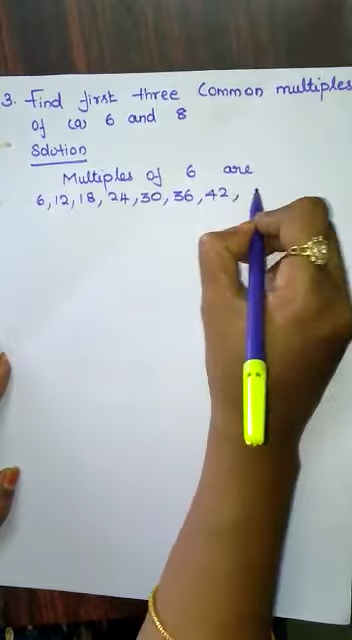 3. Find first three Common multiples
of (a) 6 and 8
Solution
Multiples of 6 are
6, 12, 18, 24, 30, 36, 42,